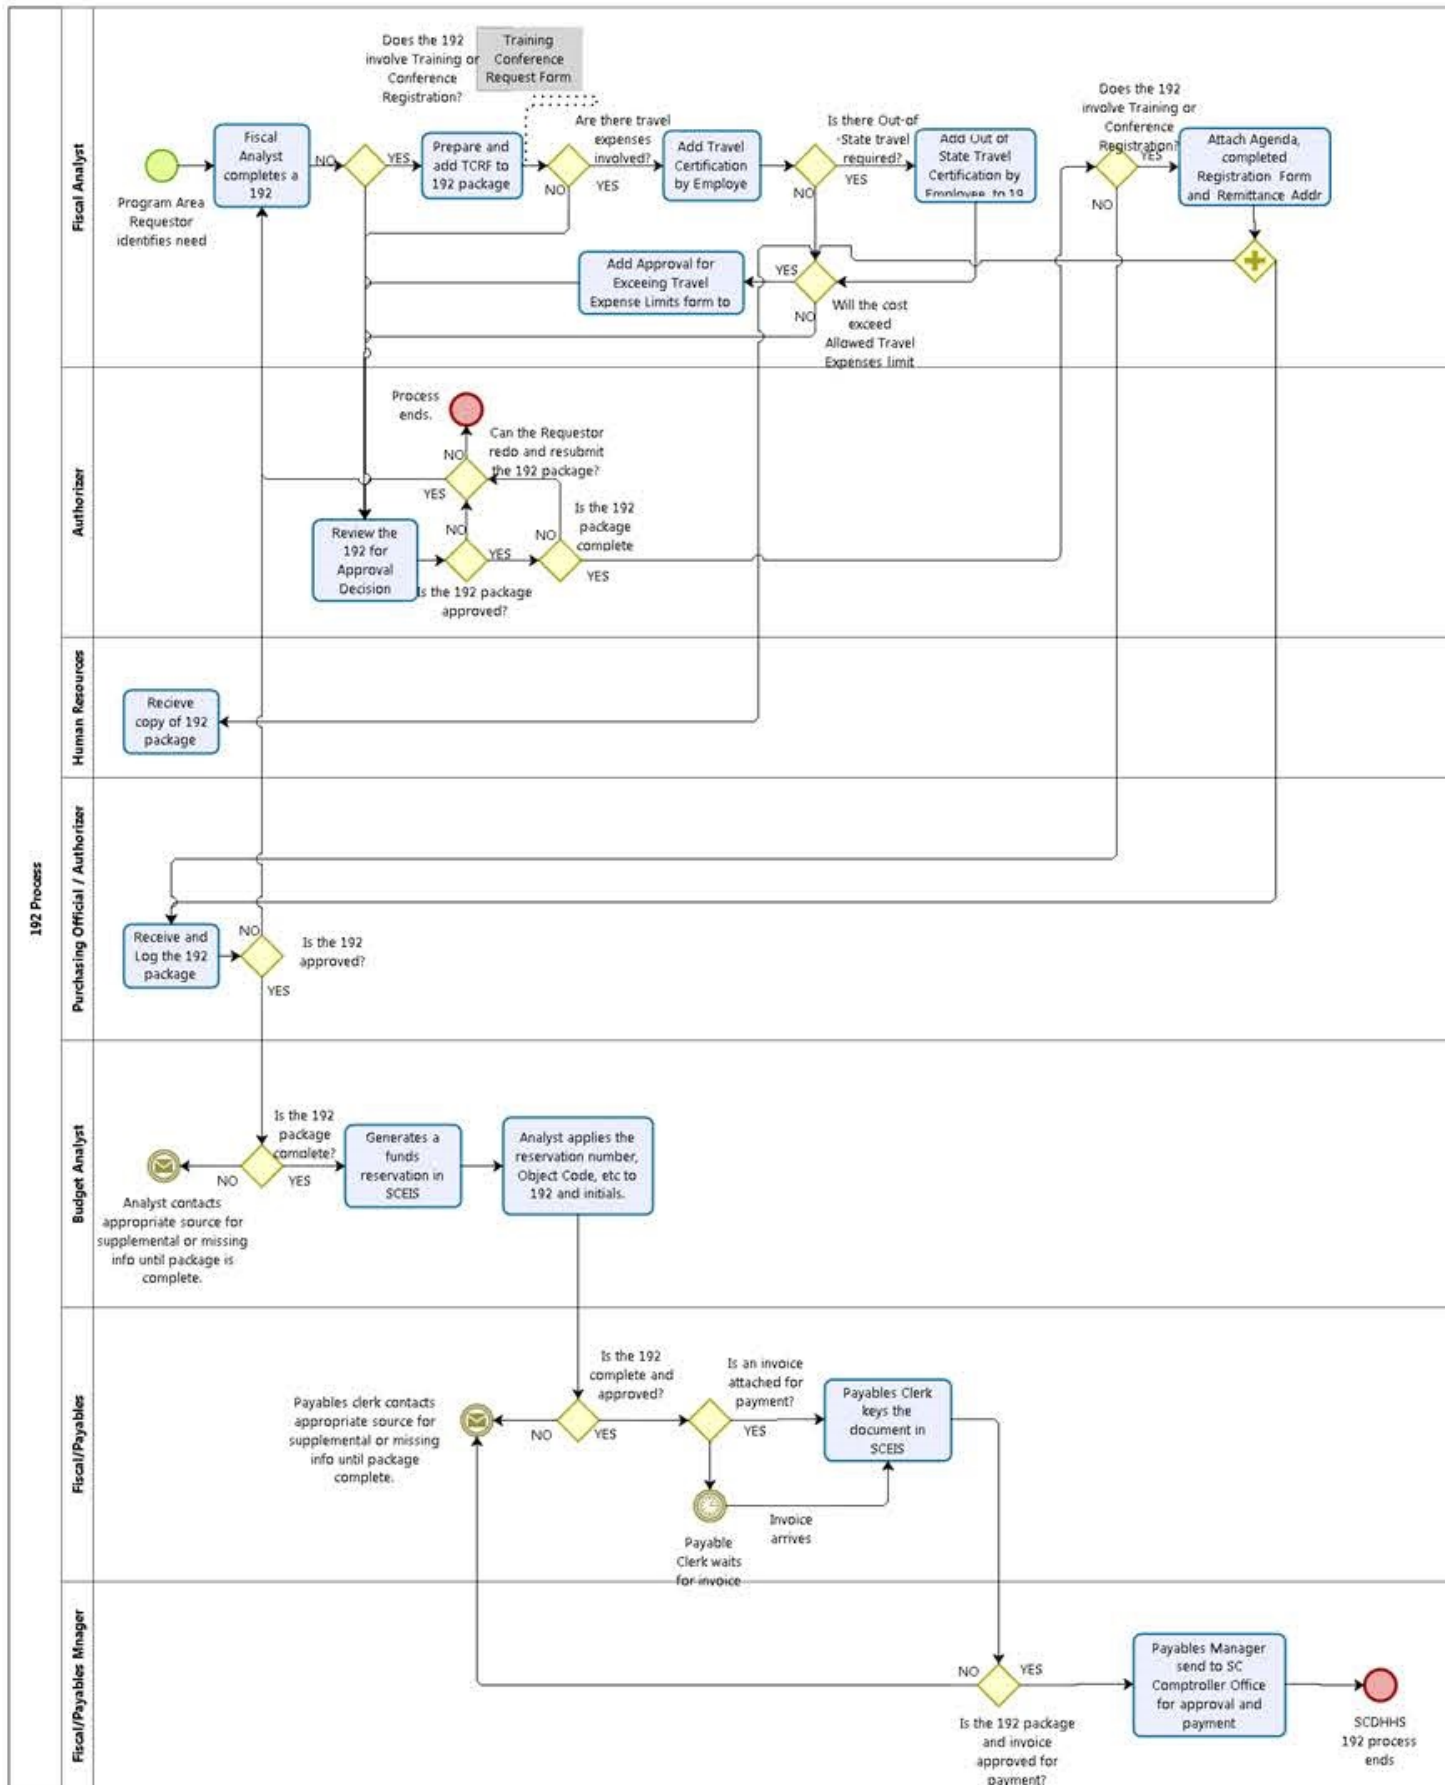 192 Process
Fiscal Analyst
Does the 192
involve Training or
Conference
Registration?
Training
Conference
Request Form
Program Area
Requestor
identifies need
Fiscal
Analyst
completes a
192
NO
YES
Prepare and
add TCRF to
192 package
Are there travel
expenses
involved?
NO
YES
Add Travel
Certification
by Employe
Is there Out-of
-State travel
required?
NO
YES
Add Out of
State Travel
Certification by
Employee, to 19
Does the 192
involve Training or
Conference
Registration?
YES
NO
Attach Agenda,
completed
Registration Form
and Remittance Addr
Add Approval for
Exceeing Travel
Expense Limits form to
YES
NO
Will the cost
exceed
Allowed Travel
Expenses limit
Authorizer
Process
ends.
Can the Requestor
redo and resubmit
the 192 package?
NO
YES
Review the
192 for
Approval
Decision
NO
YES
Is the 192 package
approved?
Is the 192
package
complete
NO
YES
Human Resources
Recieve
copy of 192
package
Purchasing Official / Authorizer
Receive and
Log the 192
package
NO
Is the 192
approved?
YES
Budget Analyst
Is the 192
package
complete?
NO
YES
Analyst contacts
appropriate source for
supplemental or missing
info until package is
complete.
Generates a
funds
reservation in
SCEIS
Analyst applies the
reservation number,
Object Code, etc to
192 and initials.
Fiscal/Payables
Payables clerk contacts
appropriate source for
supplemental or missing
info until package
complete.
Is the 192
complete and
approved?
NO
YES
Is an invoice
attached for
payment?
YES
Payables Clerk
keys the
document in
SCEIS
Payable
Clerk waits
for invoice
Invoice
arrives
Fiscal/Payables Mnager
NO
YES
Is the 192 package
and invoice
approved for
payment?
Payables Manager
send to SC
Comptroller Office
for approval and
payment
SCDHHS
192 process
ends